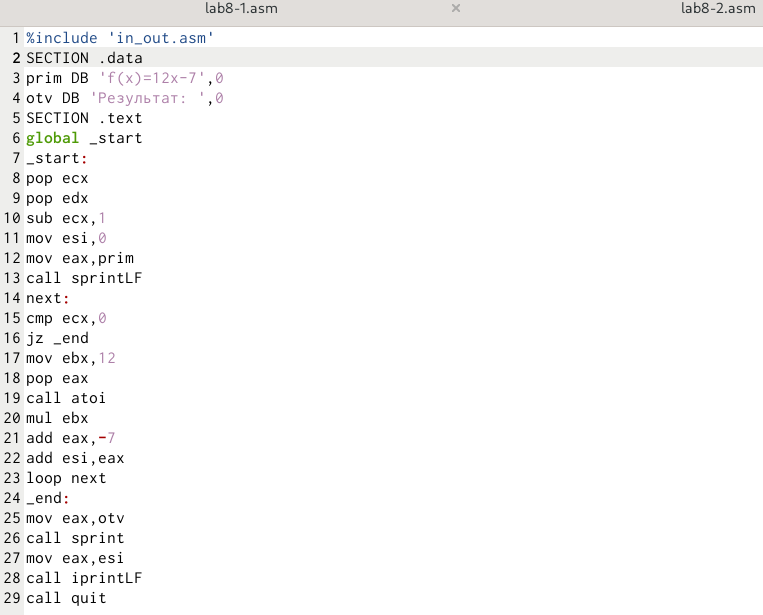 lab8-1.asm × lab8-2.asm
1 %include 'in_out.asm'
2 SECTION .data
3 prim DB 'f(x)=12x-7',0
4 otv DB 'Результат: ',0
5 SECTION .text
6 global _start
7 _start:
8 pop ecx
9 pop edx
10 sub ecx,1
11 mov esi,0
12 mov eax,prim
13 call sprintLF
14 next:
15 cmp ecx,0
16 jz _end
17 mov ebx,12
18 pop eax
19 call atoi
20 mul ebx
21 add eax,-7
22 add esi,eax
23 loop next
24 _end:
25 mov eax,otv
26 call sprint
27 mov eax,esi
28 call iprintLF
29 call quit